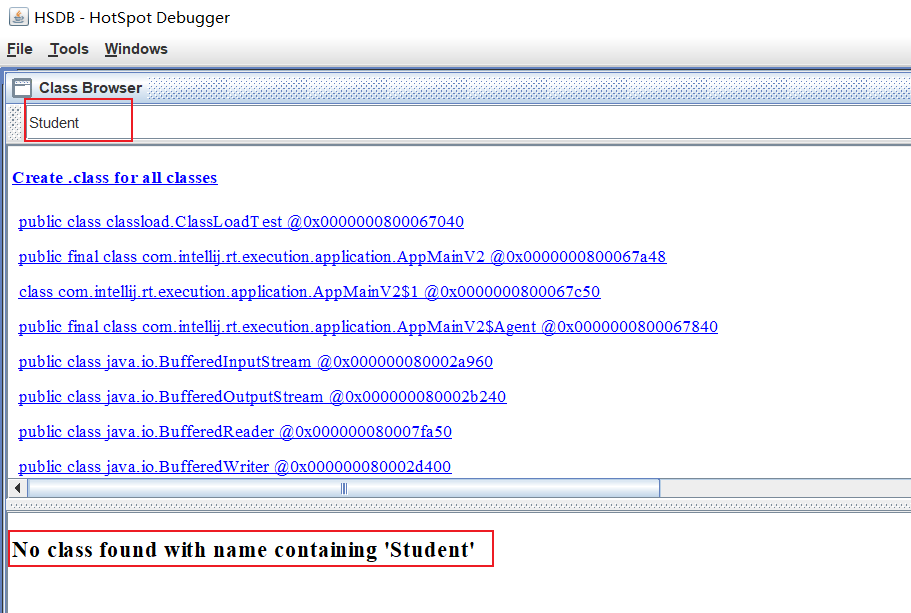 HSDB - HotSpot Debugger
File Tools Windows
Class Browser
Student
Create .class for all classes
public class classload.ClassLoadTest @0x0000000800067040
public final class com.intellij.rt.execution.application.AppMainV2 @0x0000000800067a48
class com.intellij.rt.execution.application.AppMainV2$1 @0x0000000800067c50
public final class com.intellij.rt.execution.application.AppMainV2$Agent @0x0000000800067840
public class java.io.BufferedInputStream @0x000000080002a960
public class java.io.BufferedOutputStream @0x000000080002b240
public class java.io.BufferedReader @0x000000080007fa50
public class java.io.BufferedWriter @0x000000080002d400
No class found with name containing 'Student'